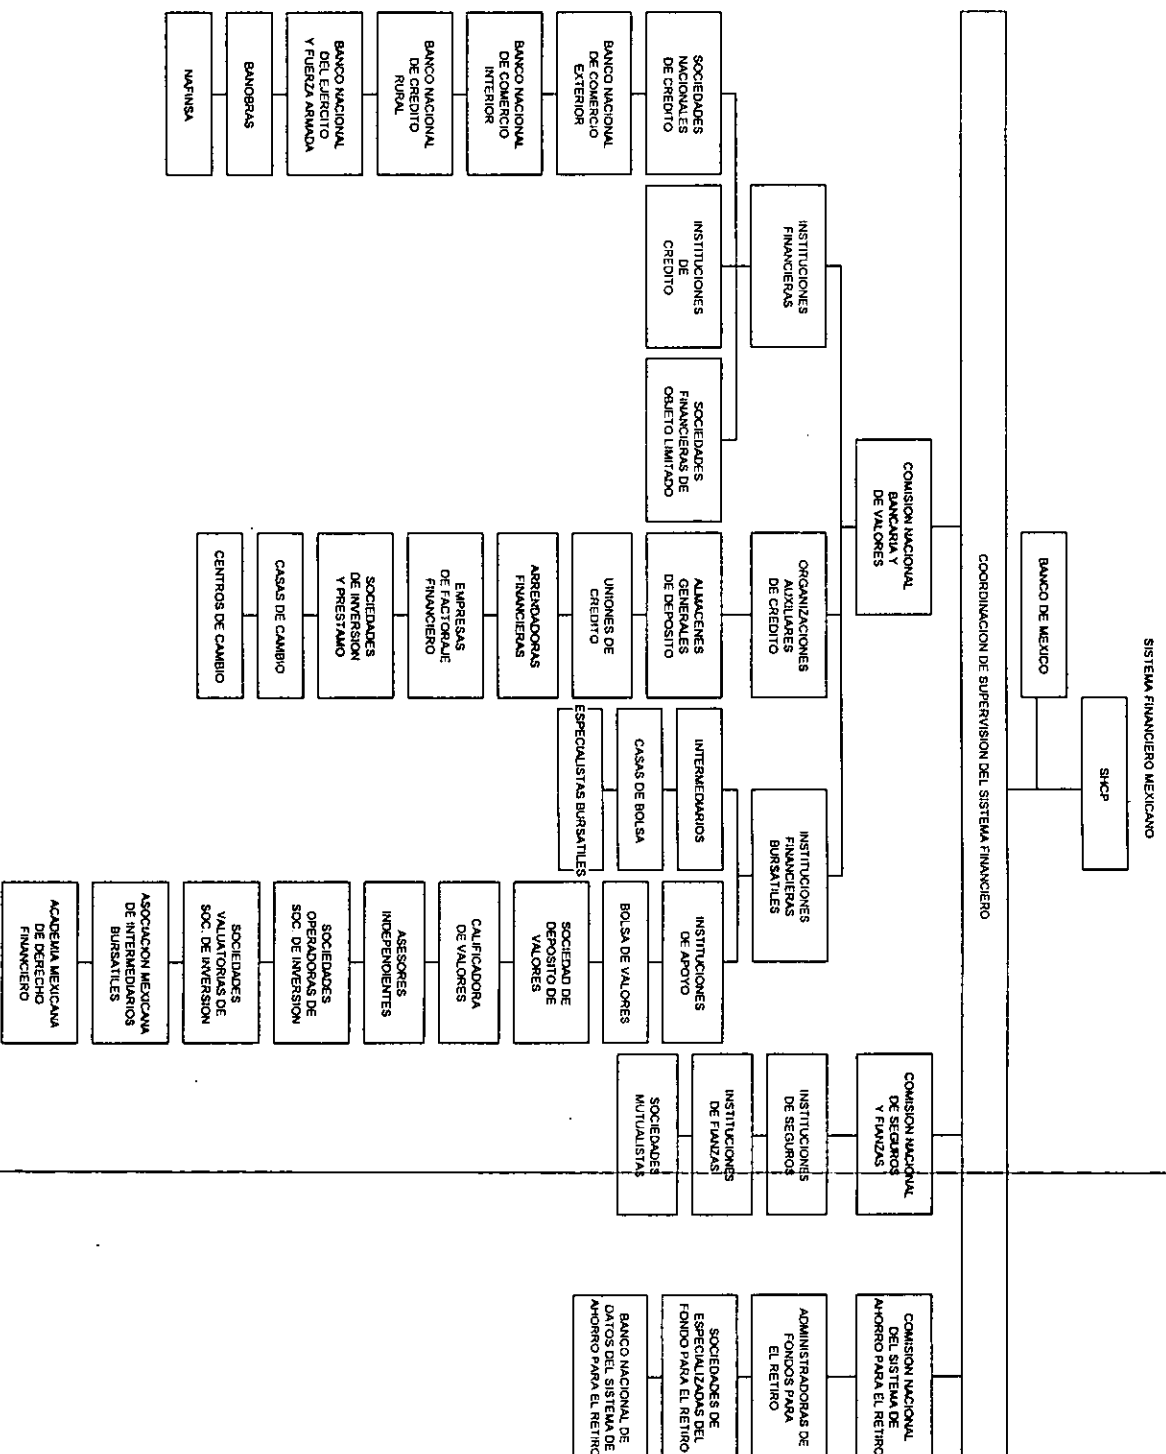 SISTEMA FINANCIERO MEXICANO
SHCP
BANCO DE MEXICO
COORDINACION DE SUPERVISION DEL SISTEMA FINANCIERO
COMISION NACIONAL
BANCARIA Y
DE VALORES
INSTITUCIONES
FINANCIERAS
SOCIEDADES
NACIONALES
DE CREDITO
BANCO NACIONAL
DE COMERCIO
EXTERIOR
BANCO NACIONAL
DE COMERCIO
INTERIOR
BANCO NACIONAL
DE CREDITO
RURAL
BANCO NACIONAL
DEL EJERCITO
Y FUERZA ARMADA
BANOBRAS
NAFINSA
INSTITUCIONES
DE
CREDITO
SOCIEDADES
FINANCIERAS DE
OBJETO LIMITADO
ORGANIZACIONES
AUXILIARES
DE CREDITO
ALMACENES
GENERALES
DE DEPOSITO
UNIONES DE
CREDITO
ARRENDADORAS
FINANCIERAS
EMPRESAS
DE FACTORAJE
FINANCIERO
SOCIEDADES
DE INVERSION
Y PRESTAMO
CASAS DE CAMBIO
CENTROS DE CAMBIO
INSTITUCIONES
FINANCIERAS
BURSATILES
INTERMEDIARIOS
CASAS DE BOLSA
ESPECIALISTAS BURSATILES
INSTITUCIONES
DE APOYO
BOLSA DE VALORES
SOCIEDAD DE
DEPOSITO DE
VALORES
CALIFICADORA
DE VALORES
ASESORES
INDEPENDIENTES
SOCIEDADES
OPERADORAS DE
SOC. DE INVERSION
SOCIEDADES
VALUATORIAS DE
SOC. DE INVERSION
ASOCIACION MEXICANA
DE INTERMEDIARIOS
BURSATILES
ACADEMIA MEXICANA
DE DERECHO
FINANCIERO
COMISION NACIONAL
DE SEGUROS
Y FIANZAS
INSTITUCIONES
DE SEGUROS
INSTITUCIONES
DE FIANZAS
SOCIEDADES
MUTUALISTAS
COMISION NACIONAL
DEL SISTEMA DE
AHORRO PARA EL RETIRO
ADMINISTRADORAS DE
FONDOS PARA
EL RETIRO
SOCIEDADES DE
ESPECIALIZADAS DEL
FONDO PARA EL RETIRO
BANCO NACIONAL DE
DATOS DEL SISTEMA DE
AHORRO PARA EL RETIRO